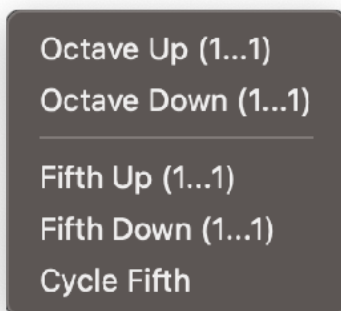 Octave Up (1...1)
Octave Down (1...1)
Fifth Up (1...1)
Fifth Down (1...1)
Cycle Fifth